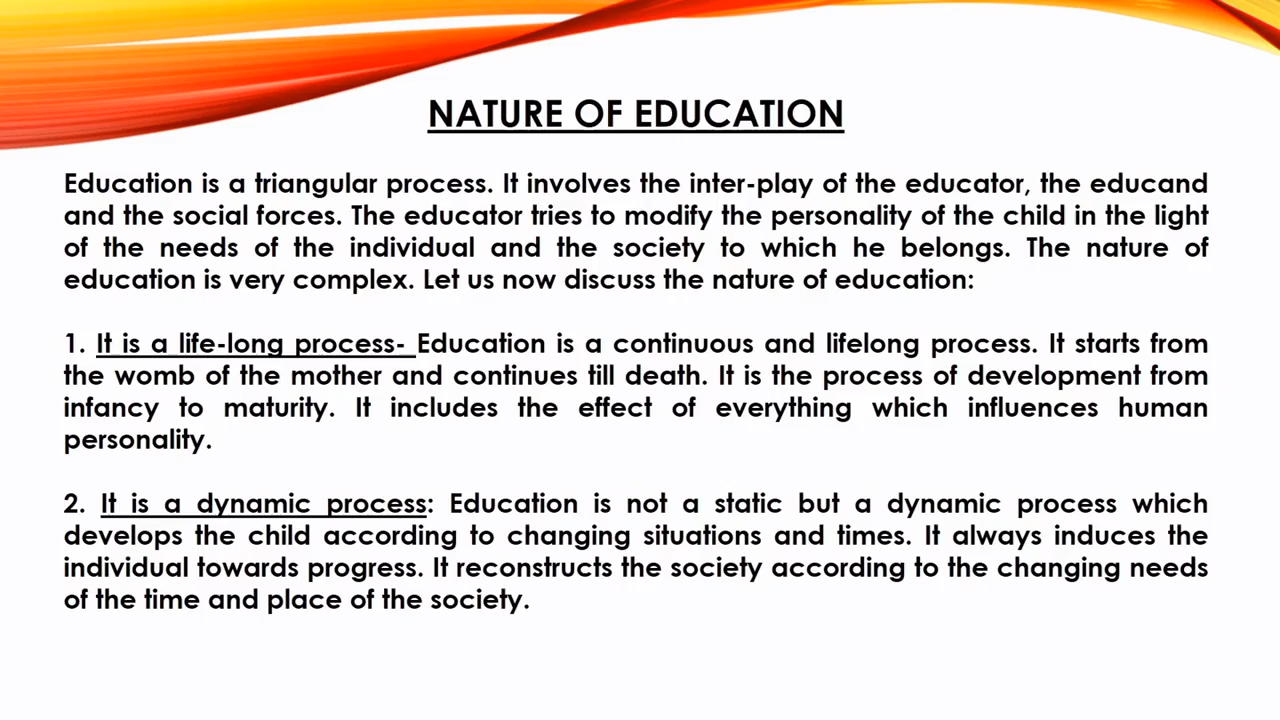 NATURE OF EDUCATION
Education is a triangular process. It involves the inter-play of the educator, the educand
and the social forces. The educator tries to modify the personality of the child in the light
of the needs of the individual and the society to which he belongs. The nature of
education is very complex. Let us now discuss the nature of education:
1. It is a life-long process- Education is a continuous and lifelong process. It starts from
the womb of the mother and continues till death. It is the process of development from
infancy to maturity. It includes the effect of everything which influences human
personality.
2. It is a dynamic process: Education is not a static but a dynamic process which
develops the child according to changing situations and times. It always induces the
individual towards progress. It reconstructs the society according to the changing needs
of the time and place of the society.